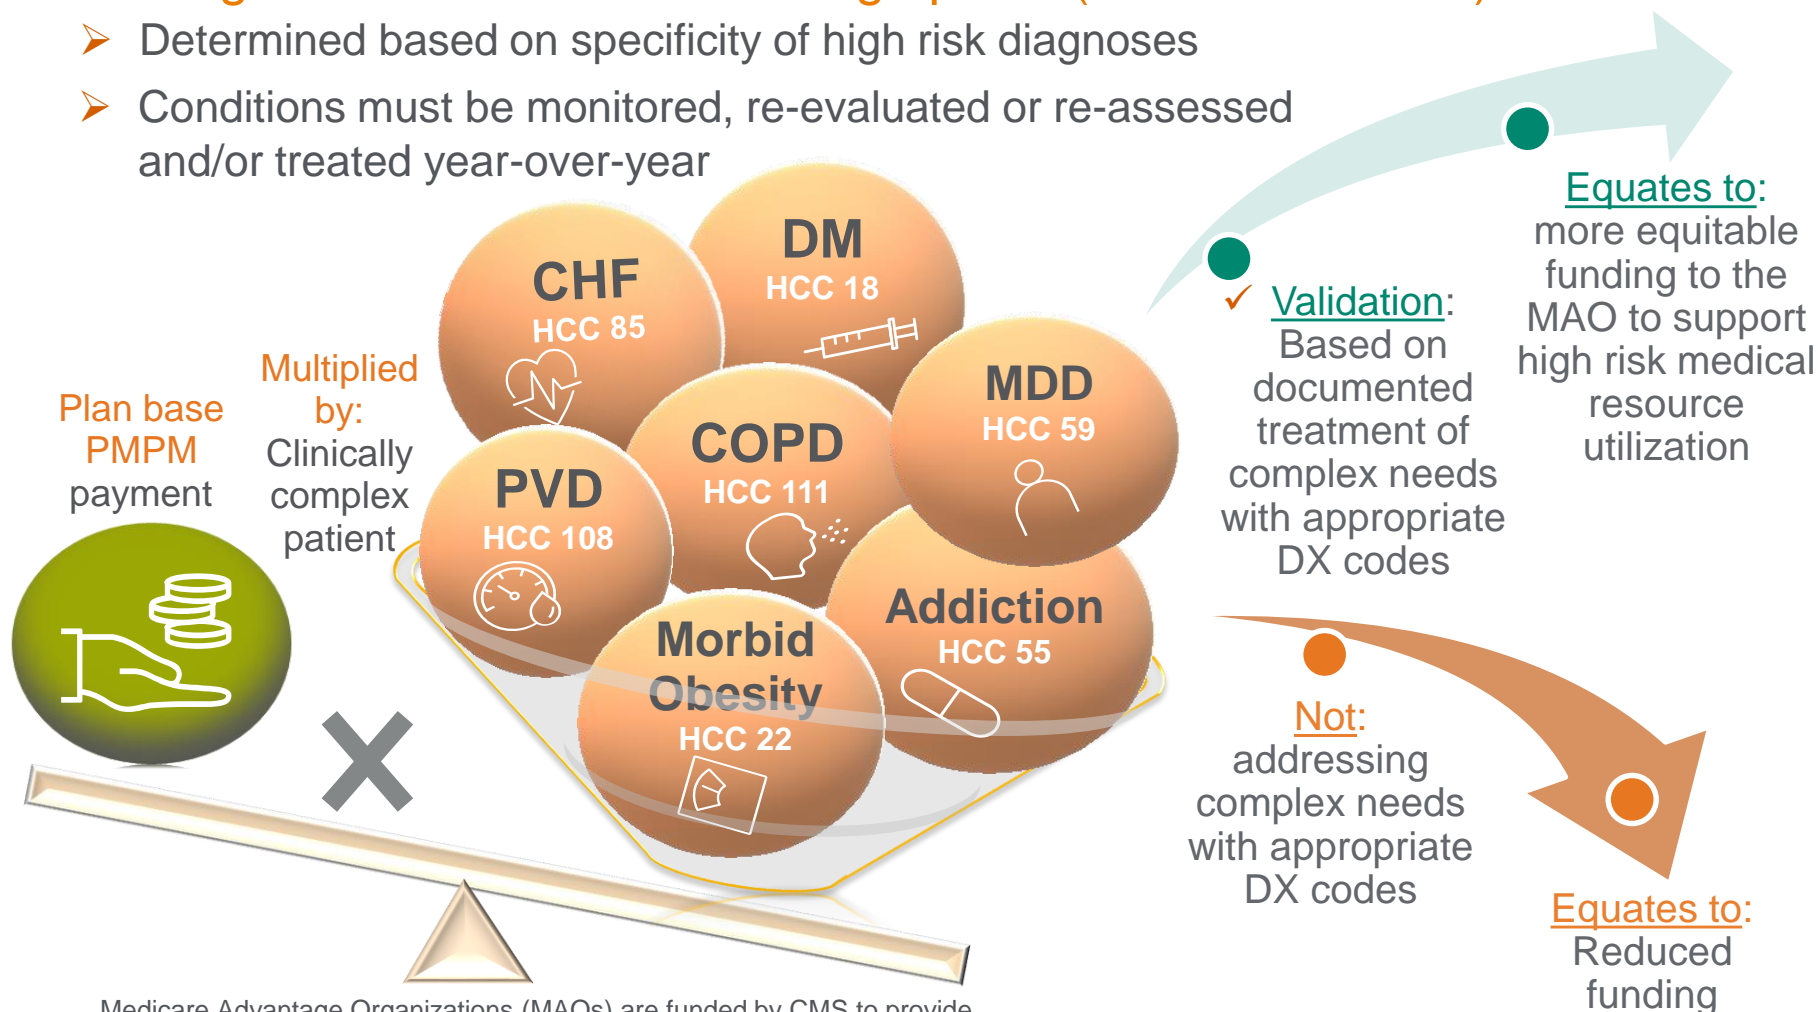 Determined based on specificity of high risk diagnoses
Conditions must be monitored, re-evaluated or re-assessed
and/or treated year-over-year
CHF
HCC 85
DM
HCC 18
MDD
HCC 59
COPD
HCC 111
PVD
HCC 108
Addiction
HCC 55
Morbid
Obesity
HCC 22
Plan base
PMPM
payment
Multiplied
by:
Clinically
complex
patient
Validation:
Based on
documented
treatment of
complex needs
with appropriate
DX codes
Equates to:
more equitable
funding to the
MAO to support
high risk medical
resource
utilization
Not:
addressing
complex needs
with appropriate
DX codes
Equates to:
Reduced
funding
Medicare Advantage Organizations (MAOs) are funded by CMS to provide